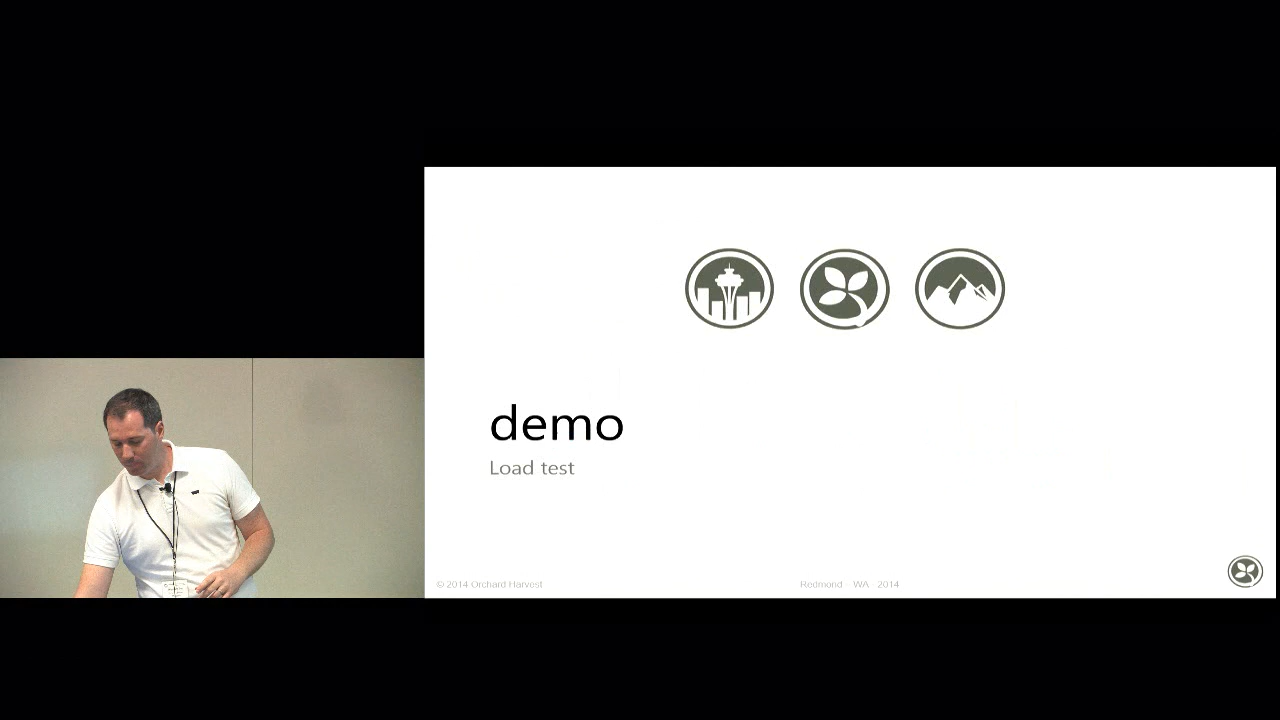 demo
Load test
© 2014 Orchard Harvest
Redmond - WA - 2014